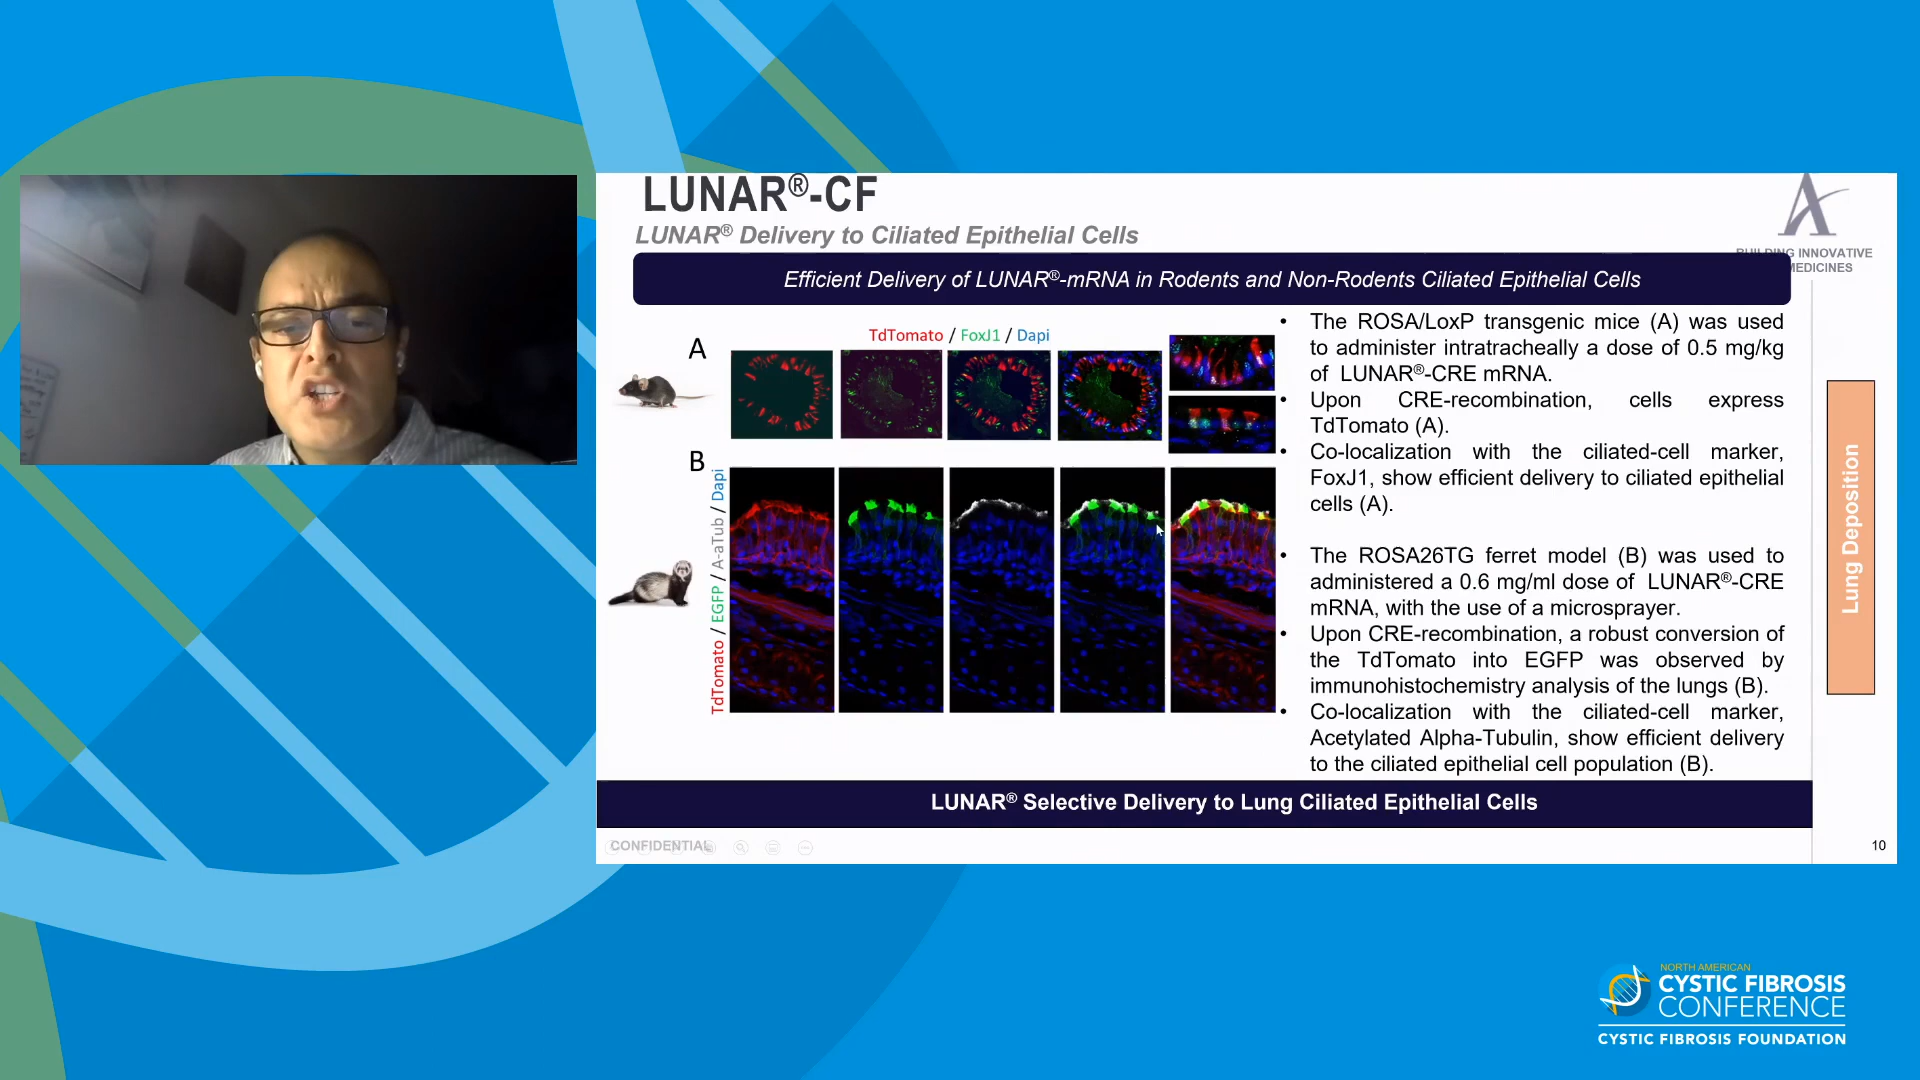 LUNAR®-CF
LUNAR® Delivery to Ciliated Epithelial Cells
BUILDING INNOVATIVE
MEDICINES
Efficient Delivery of LUNAR®-mRNA in Rodents and Non-Rodents Ciliated Epithelial Cells
A
TdTomato / FoxJ1 / Dapi
B
TdTomato / EGFP / A-aTub / Dapi
• The ROSA/LoxP transgenic mice (A) was used
to administer intratracheally a dose of 0.5 mg/kg
of LUNAR®-CRE mRNA.
• Upon CRE-recombination, cells express
TdTomato (A).
• Co-localization with the ciliated-cell marker,
FoxJ1, show efficient delivery to ciliated epithelial
cells (A).
• The ROSA26TG ferret model (B) was used to
administered a 0.6 mg/ml dose of LUNAR®-CRE
mRNA, with the use of a microsprayer.
• Upon CRE-recombination, a robust conversion of
the TdTomato into EGFP was observed by
immunohistochemistry analysis of the lungs (B).
• Co-localization with the ciliated-cell marker,
Acetylated Alpha-Tubulin, show efficient delivery
to the ciliated epithelial cell population (B).
Lung Deposition
LUNAR® Selective Delivery to Lung Ciliated Epithelial Cells
CONFIDENTIAL
10
NORTH AMERICAN
CYSTIC FIBROSIS
CONFERENCE
CYSTIC FIBROSIS FOUNDATION